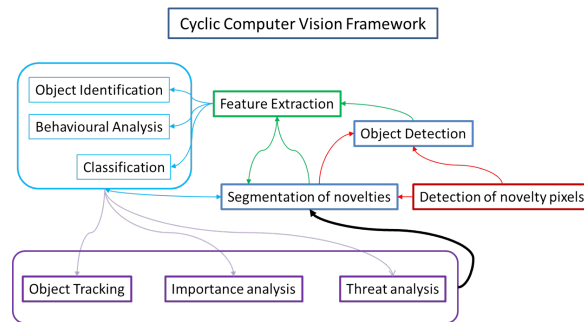 Cyclic Computer Vision Framework
Object Identification
Feature Extraction
Behavioural Analysis
Object Detection
Classification
Segmentation of novelties
Detection of novelty pixels
Object Tracking
Importance analysis
Threat analysis